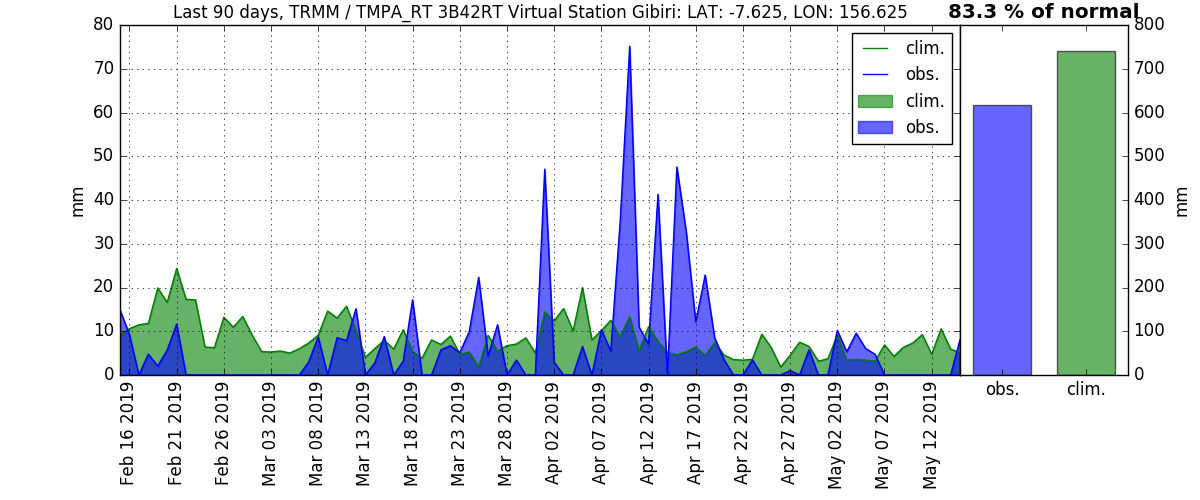 Last 90 days, TRMM / TMPA_RT 3B42RT Virtual Station Gibiri: LAT: -7.625, LON: 156.625
83.3 % of normal
80
70
60
50
40
30
20
10
0
mm
clim.
obs.
clim.
obs.
800
700
600
500
400
300
200
100
0
mm
obs.
clim.
Feb 16 2019
Feb 21 2019
Feb 26 2019
Mar 03 2019
Mar 08 2019
Mar 13 2019
Mar 18 2019
Mar 23 2019
Mar 28 2019
Apr 02 2019
Apr 07 2019
Apr 12 2019
Apr 17 2019
Apr 22 2019
Apr 27 2019
May 02 2019
May 07 2019
May 12 2019